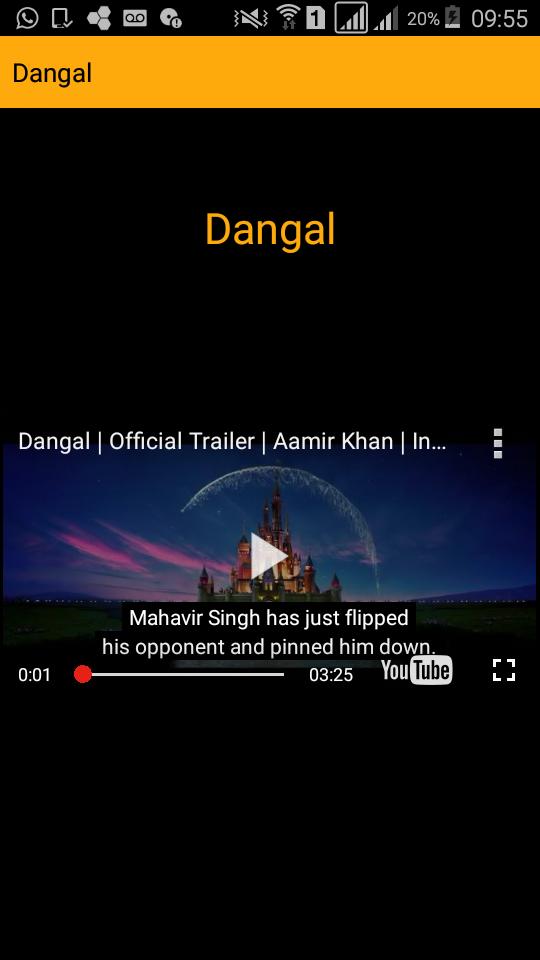 1 20% 09:55
Dangal
Dangal
Dangal | Official Trailer | Aamir Khan | In...
Mahavir Singh has just flipped
his opponent and pinned him down.
0:01 03:25 YouTube